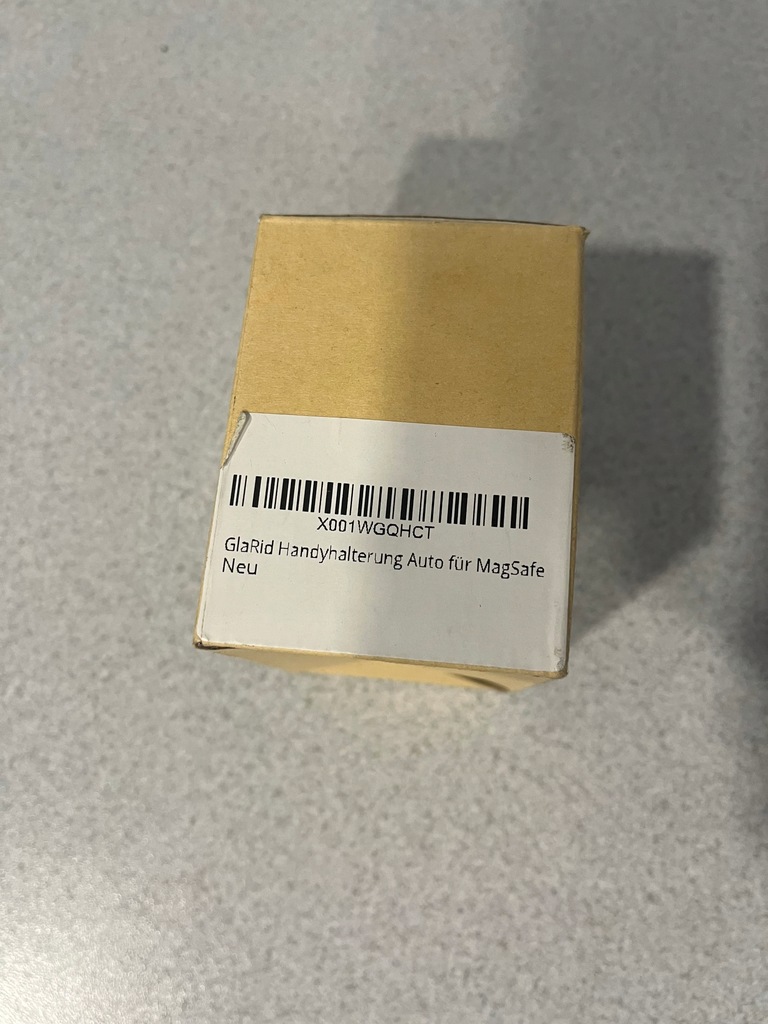 X001WGQHCT
GlaRid Handyhalterung Auto für MagSafe
Neu